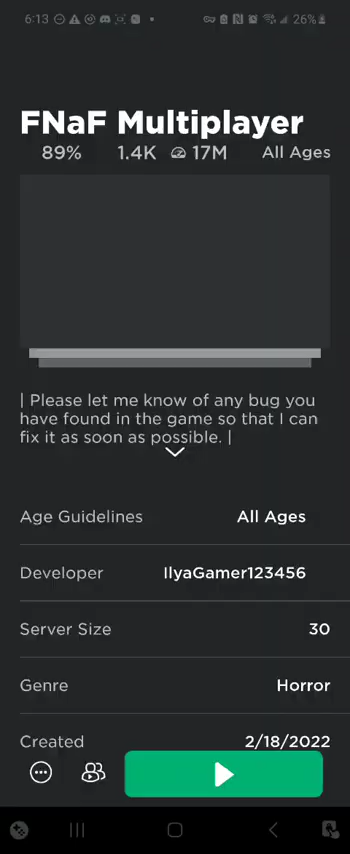 6:13
26%
FNaF Multiplayer
89% 1.4K 17M All Ages
| Please let me know of any bug you
have found in the game so that I can
fix it as soon as possible. |
Age Guidelines All Ages
Developer IlyaGamer123456
Server Size 30
Genre Horror
Created 2/18/2022